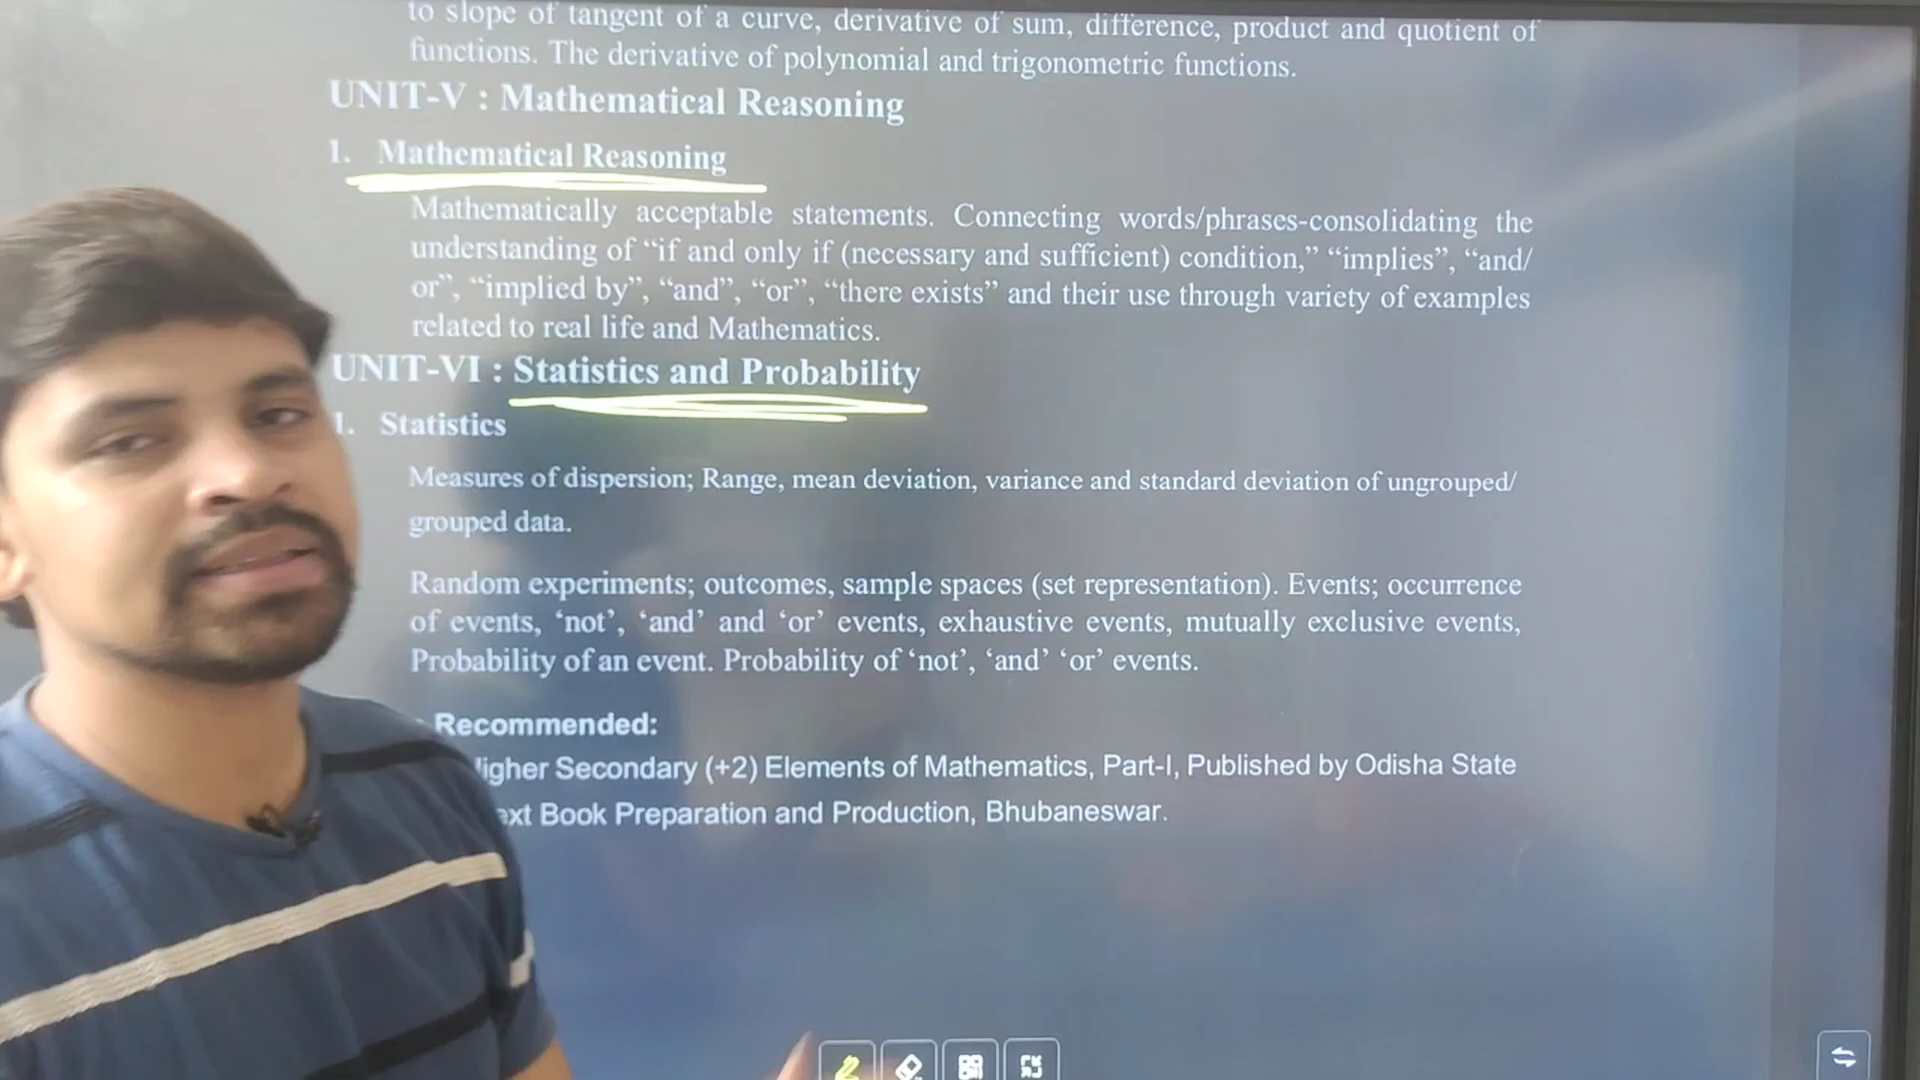 to slope of tangent of a curve, derivative of sum, difference, product and quotient of
functions. The derivative of polynomial and trigonometric functions.
UNIT-V : Mathematical Reasoning
1. Mathematical Reasoning
Mathematically acceptable statements. Connecting words/phrases-consolidating the
understanding of “if and only if (necessary and sufficient) condition,” “implies”, “and/
or”, “implied by”, “and”, “or”, “there exists” and their use through variety of examples
related to real life and Mathematics.
UNIT-VI : Statistics and Probability
1. Statistics
Measures of dispersion; Range, mean deviation, variance and standard deviation of ungrouped/
grouped data.
Random experiments; outcomes, sample spaces (set representation). Events; occurrence
of events, ‘not’, ‘and’ and ‘or’ events, exhaustive events, mutually exclusive events,
Probability of an event. Probability of ‘not’, ‘and’ ‘or’ events.
Recommended:
igher Secondary (+2) Elements of Mathematics, Part-I, Published by Odisha State
ext Book Preparation and Production, Bhubaneswar.